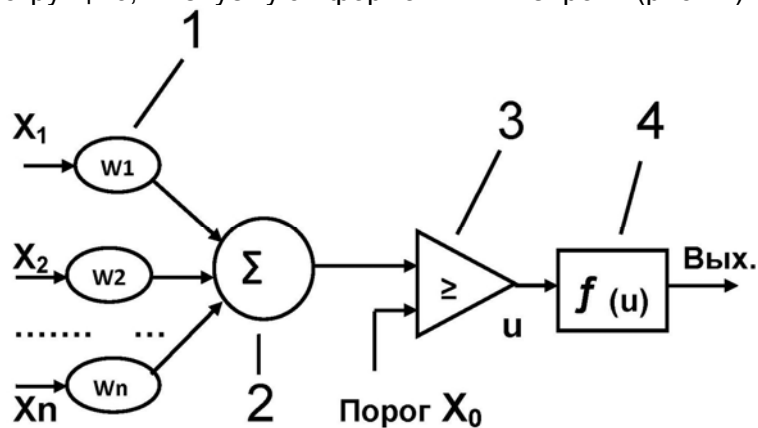 1
X₁
W1
3
4
X₂
W2
Σ
≥
ƒ (u)
Вых.
u
....... ...
Wn
Xn
2
Порог X₀